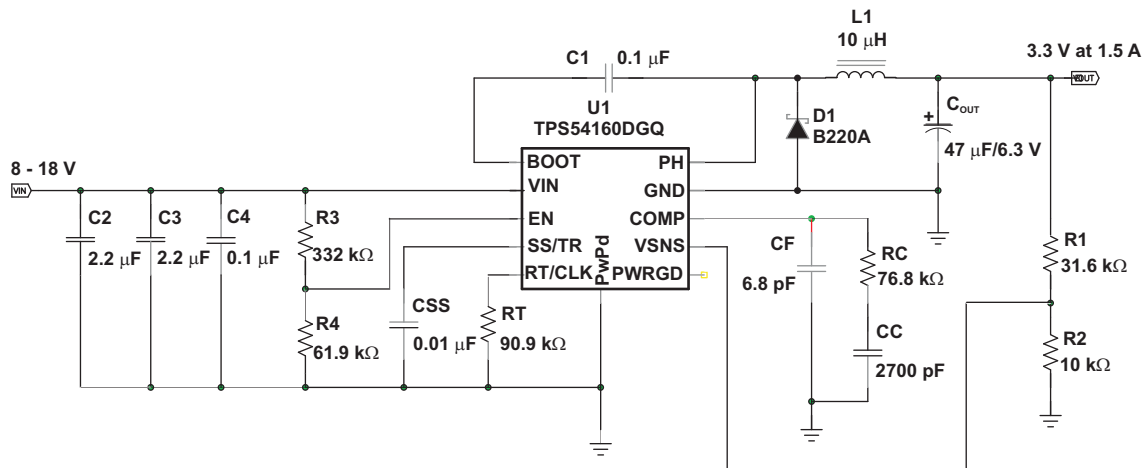 L1
10 μH
3.3 V at 1.5 A
C1
0.1 μF
U1
TPS54160DGQ
D1
B220A
C_OUT
+
47 μF/6.3 V
8 - 18 V
VIN
BOOT
VIN
EN
SS/TR
RT/CLK
PwPd
PH
GND
COMP
VSNS
PWRGD
C2
2.2 μF
C3
2.2 μF
C4
0.1 μF
R3
332 kΩ
R4
61.9 kΩ
CSS
0.01 μF
RT
90.9 kΩ
CF
6.8 pF
RC
76.8 kΩ
CC
2700 pF
R1
31.6 kΩ
R2
10 kΩ